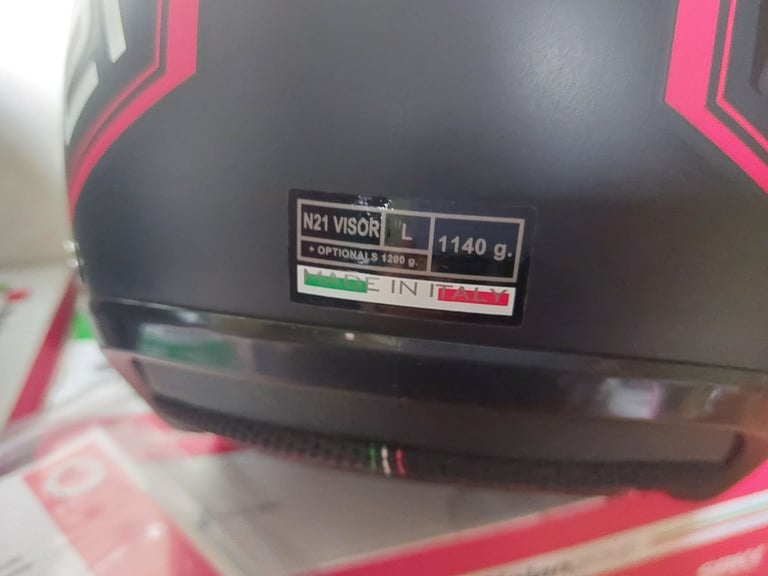 N21 VISOR L 1140 g.
+ OPTIONALS 1200 g.
MADE IN ITALY